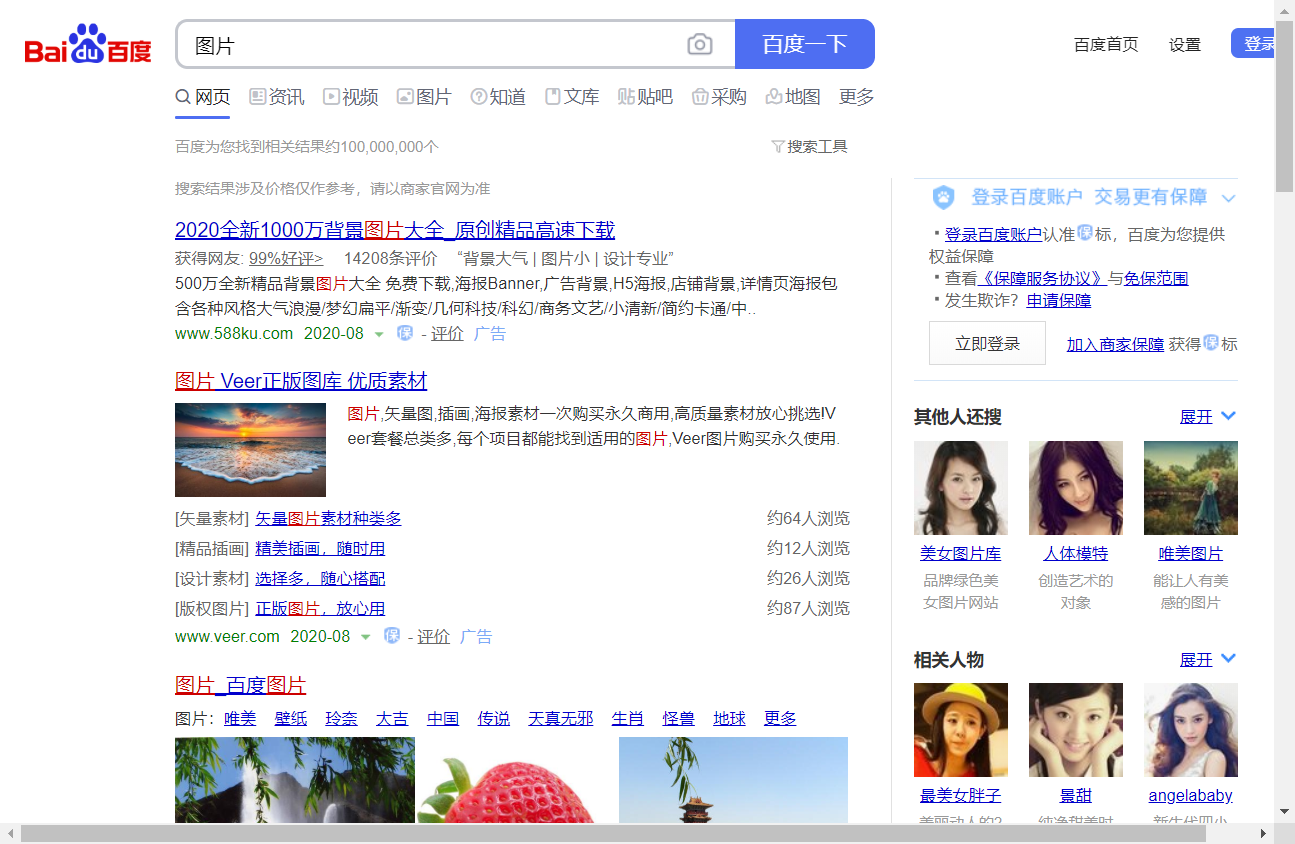 Bai du 百度
图片
百度一下
百度首页 设置 登录
网页 资讯 视频 图片 知道 文库 贴吧 采购 地图 更多
百度为您找到相关结果约100,000,000个 搜索工具
搜索结果涉及价格仅作参考，请以商家官网为准
2020全新1000万背景图片大全_原创精品高速下载
获得网友: 99%好评> 14208条评价 “背景大气 | 图片小 | 设计专业”
500万全新精品背景图片大全 免费下载,海报Banner,广告背景,H5海报,店铺背景,详情页海报包
含各种风格大气浪漫/梦幻扁平/渐变/几何科技/科幻/商务文艺/小清新/简约卡通/中..
www.588ku.com 2020-08 保 - 评价 广告
图片 Veer正版图库 优质素材
图片,矢量图,插画,海报素材一次购买永久商用,高质量素材放心挑选!V
eer套餐总类多,每个项目都能找到适用的图片,Veer图片购买永久使用.
[矢量素材] 矢量图片素材种类多 约64人浏览
[精品插画] 精美插画，随时用 约12人浏览
[设计素材] 选择多，随心搭配 约26人浏览
[版权图片] 正版图片，放心用 约87人浏览
www.veer.com 2020-08 保 - 评价 广告
图片_百度图片
图片： 唯美 壁纸 玲奈 大吉 中国 传说 天真无邪 生肖 怪兽 地球 更多
登录百度账户 交易更有保障
登录百度账户认准保标，百度为您提供
权益保障
查看《保障服务协议》与免保范围
发生欺诈？申请保障
立即登录 加入商家保障 获得保标
其他人还搜 展开
美女图片库 人体模特 唯美图片
品牌绿色美 创造艺术的 能让人有美
女图片网站 对象 感的图片
相关人物 展开
最美女胖子 景甜 angelababy
美丽动人的2 纯净甜美时 新生代四小